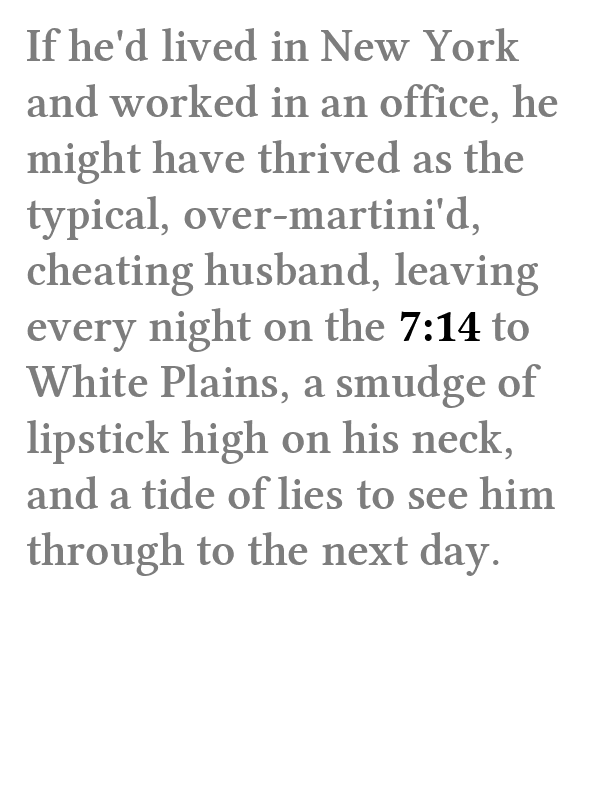 If he'd lived in New York
and worked in an office, he
might have thrived as the
typical, over-martini'd,
cheating husband, leaving
every night on the 7:14 to
White Plains, a smudge of
lipstick high on his neck,
and a tide of lies to see him
through to the next day.